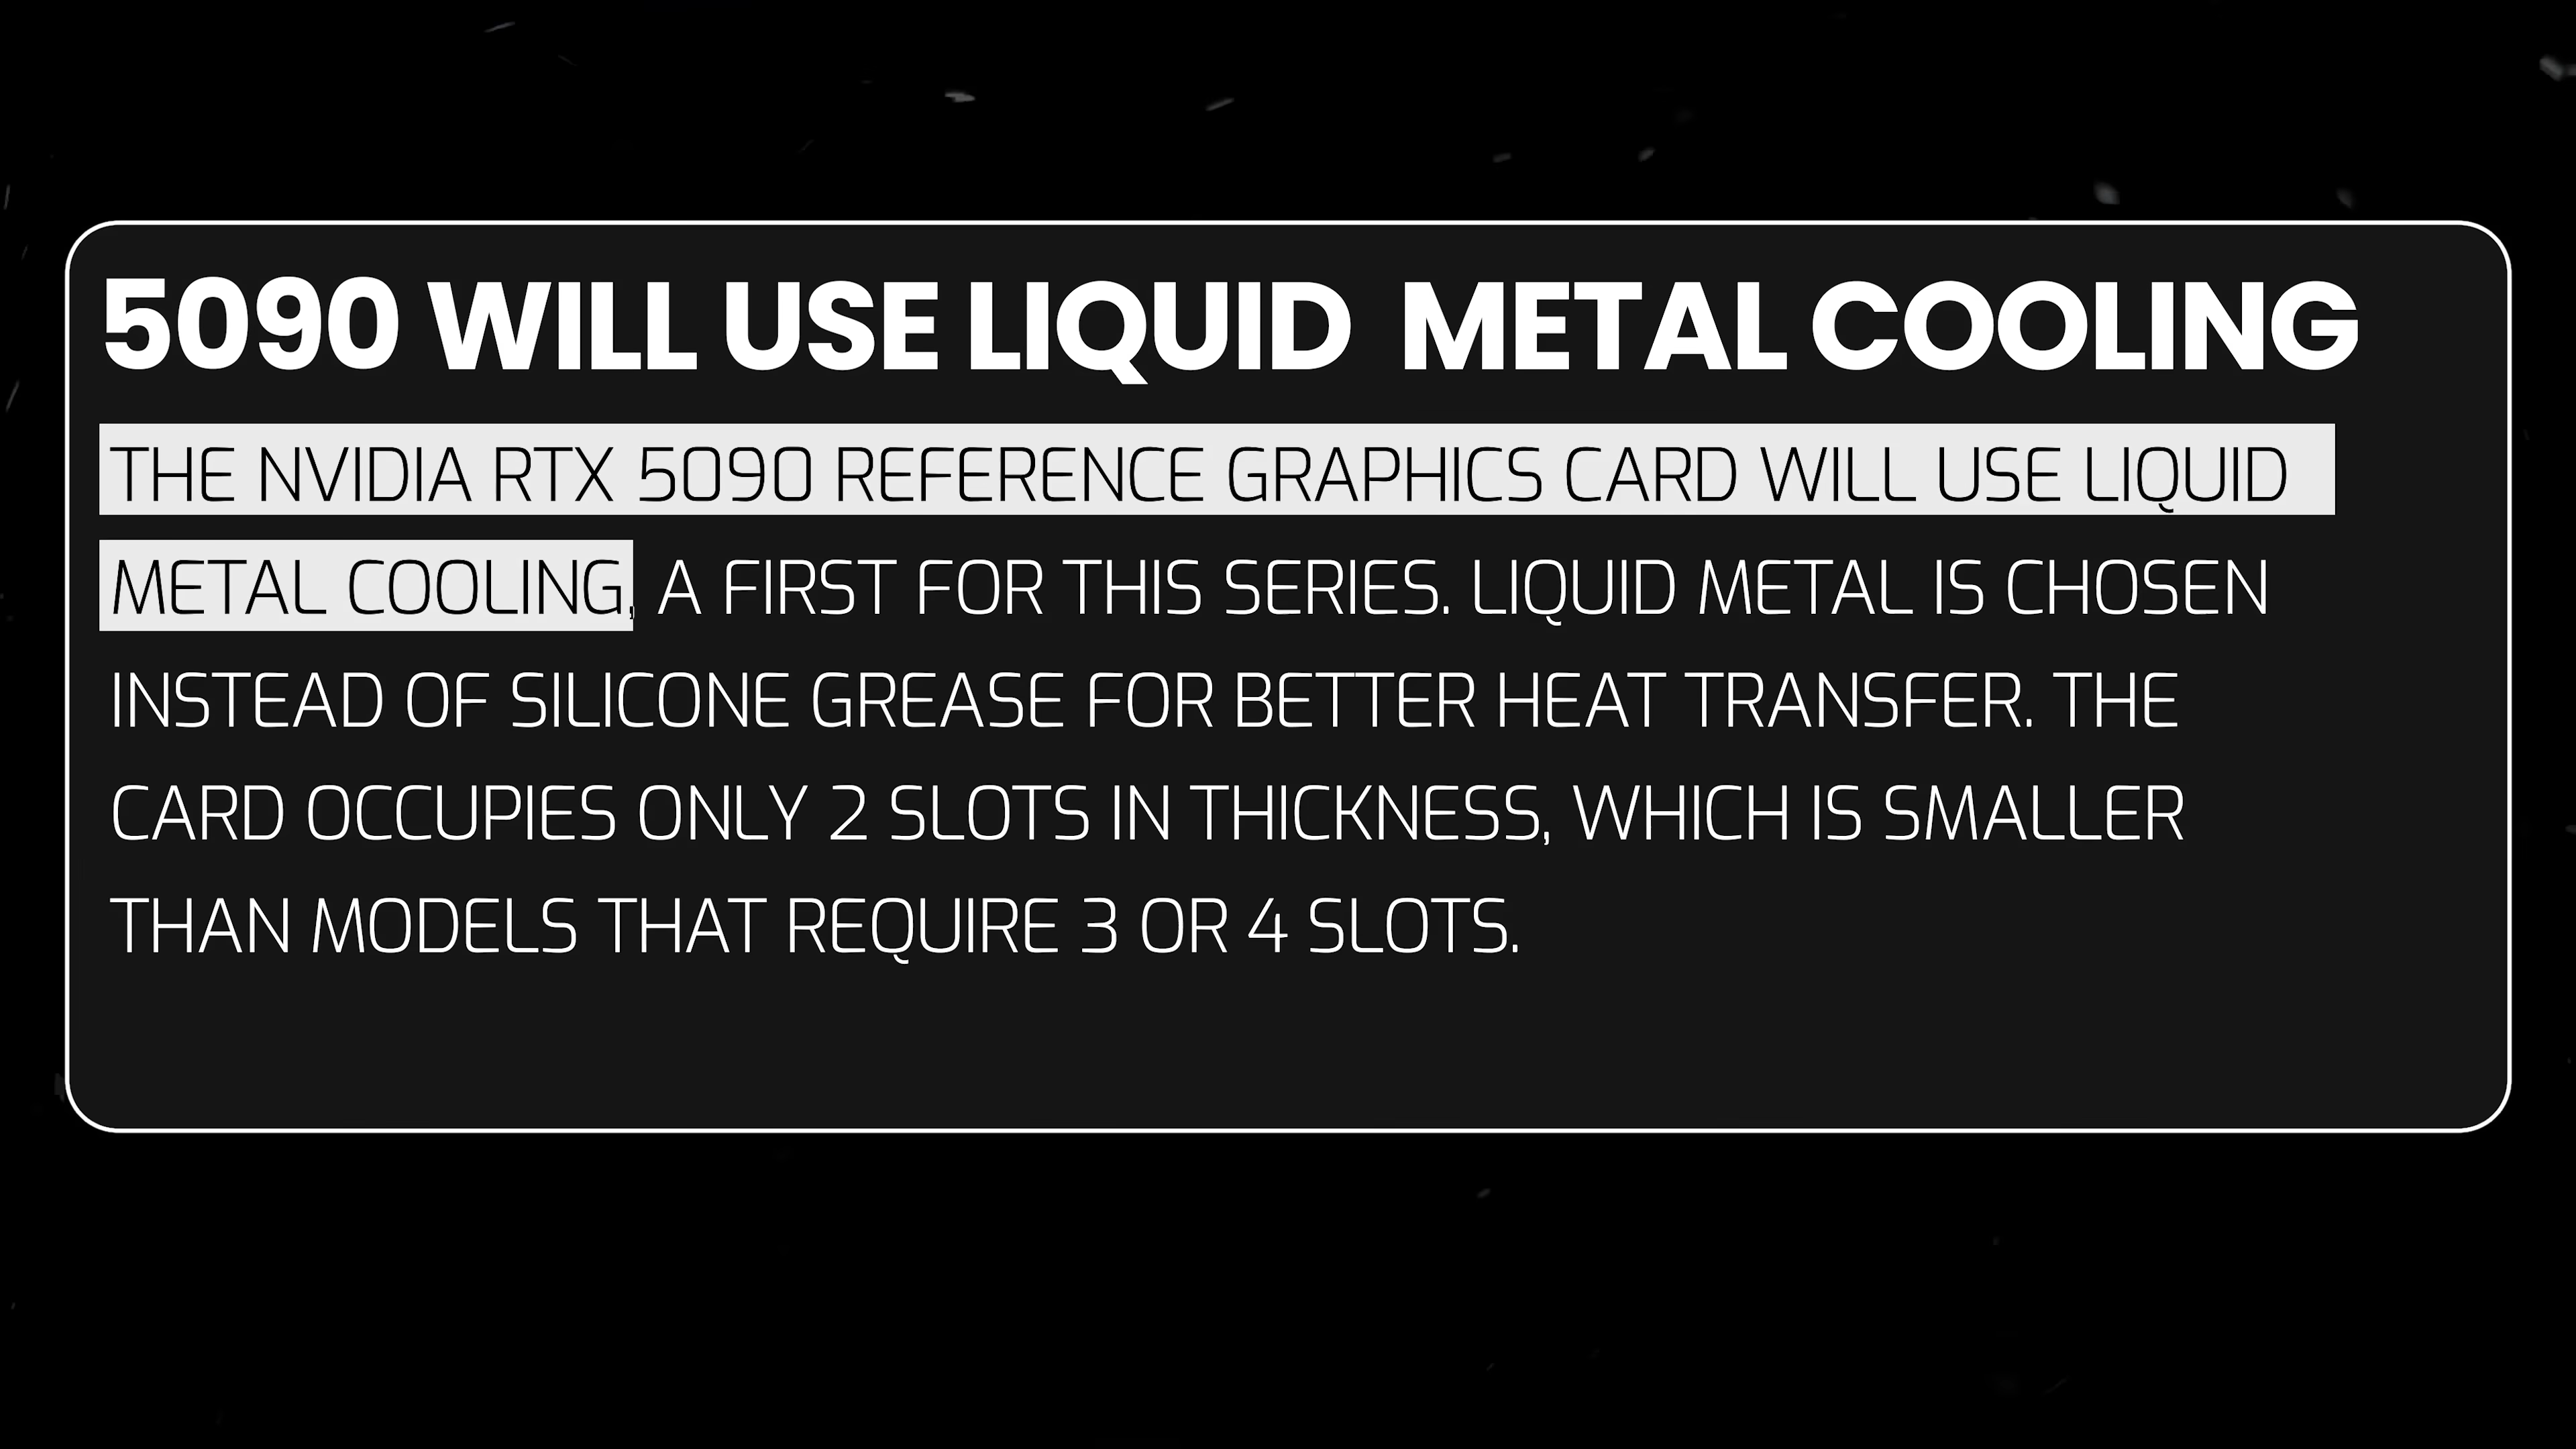 5090 WILL USE LIQUID  METAL COOLING
THE NVIDIA RTX 5090 REFERENCE GRAPHICS CARD WILL USE LIQUID
METAL COOLING, A FIRST FOR THIS SERIES. LIQUID METAL IS CHOSEN
INSTEAD OF SILICONE GREASE FOR BETTER HEAT TRANSFER. THE
CARD OCCUPIES ONLY 2 SLOTS IN THICKNESS, WHICH IS SMALLER
THAN MODELS THAT REQUIRE 3 OR 4 SLOTS.